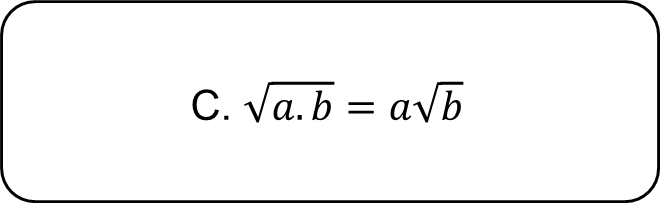 C. √a.b = a√b